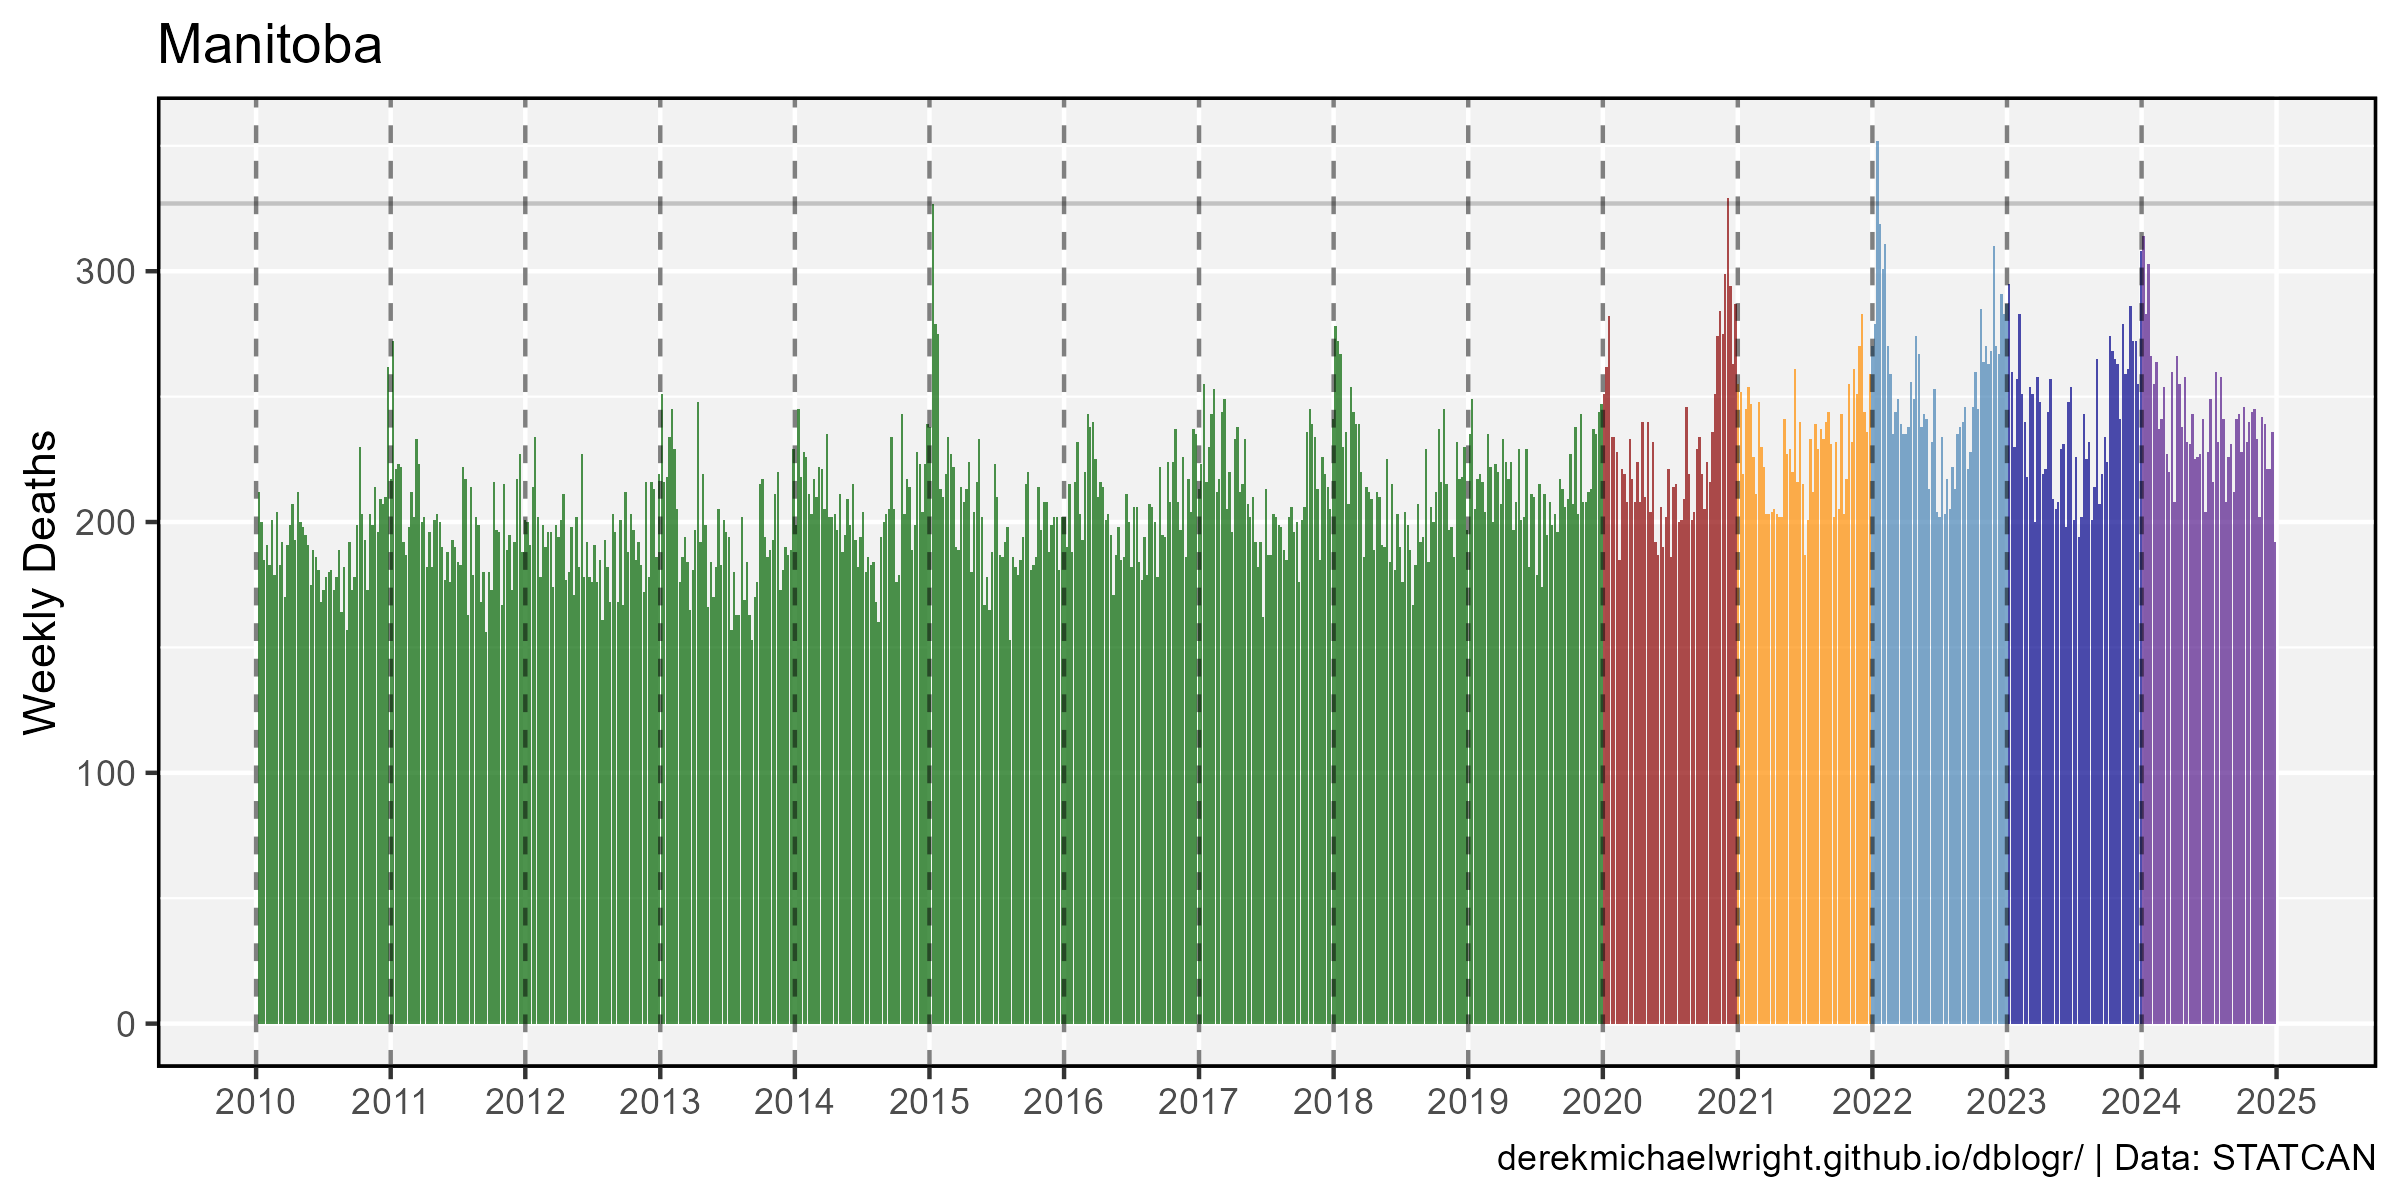 Manitoba
Weekly Deaths
300
200
100
0
2010 2011 2012 2013 2014 2015 2016 2017 2018 2019 2020 2021 2022 2023 2024 2025
derekmichaelwright.github.io/dblogr/ | Data: STATCAN